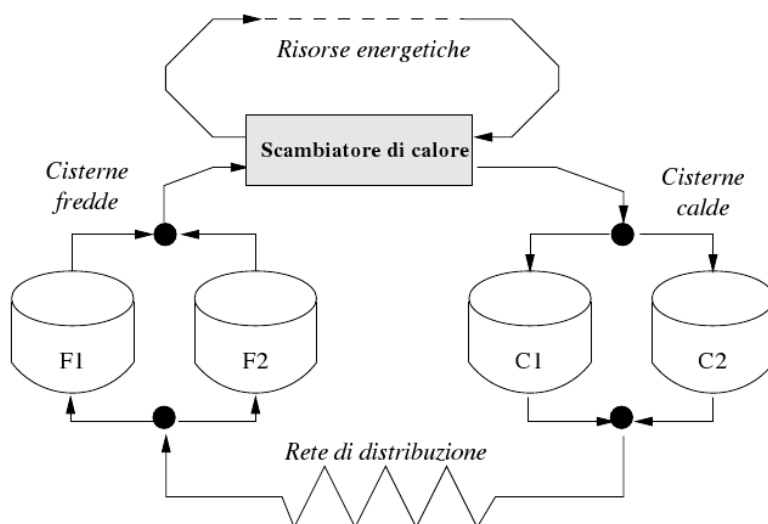 Risorse energetiche
Scambiatore di calore
Cisterne
fredde
Cisterne
calde
F1
F2
C1
C2
Rete di distribuzione